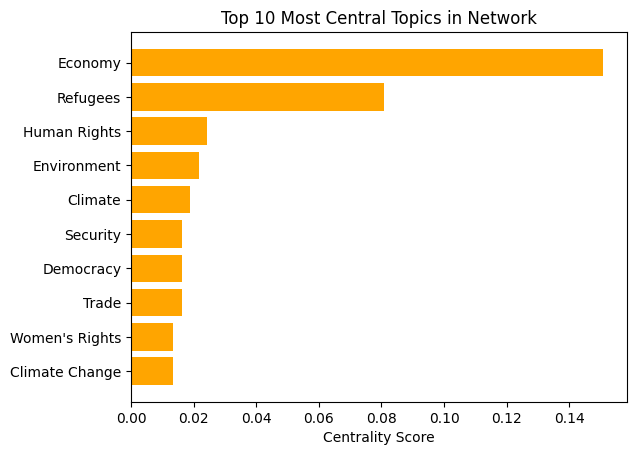 Top 10 Most Central Topics in Network
Economy
Refugees
Human Rights
Environment
Climate
Security
Democracy
Trade
Women's Rights
Climate Change
0.00 0.02 0.04 0.06 0.08 0.10 0.12 0.14
Centrality Score